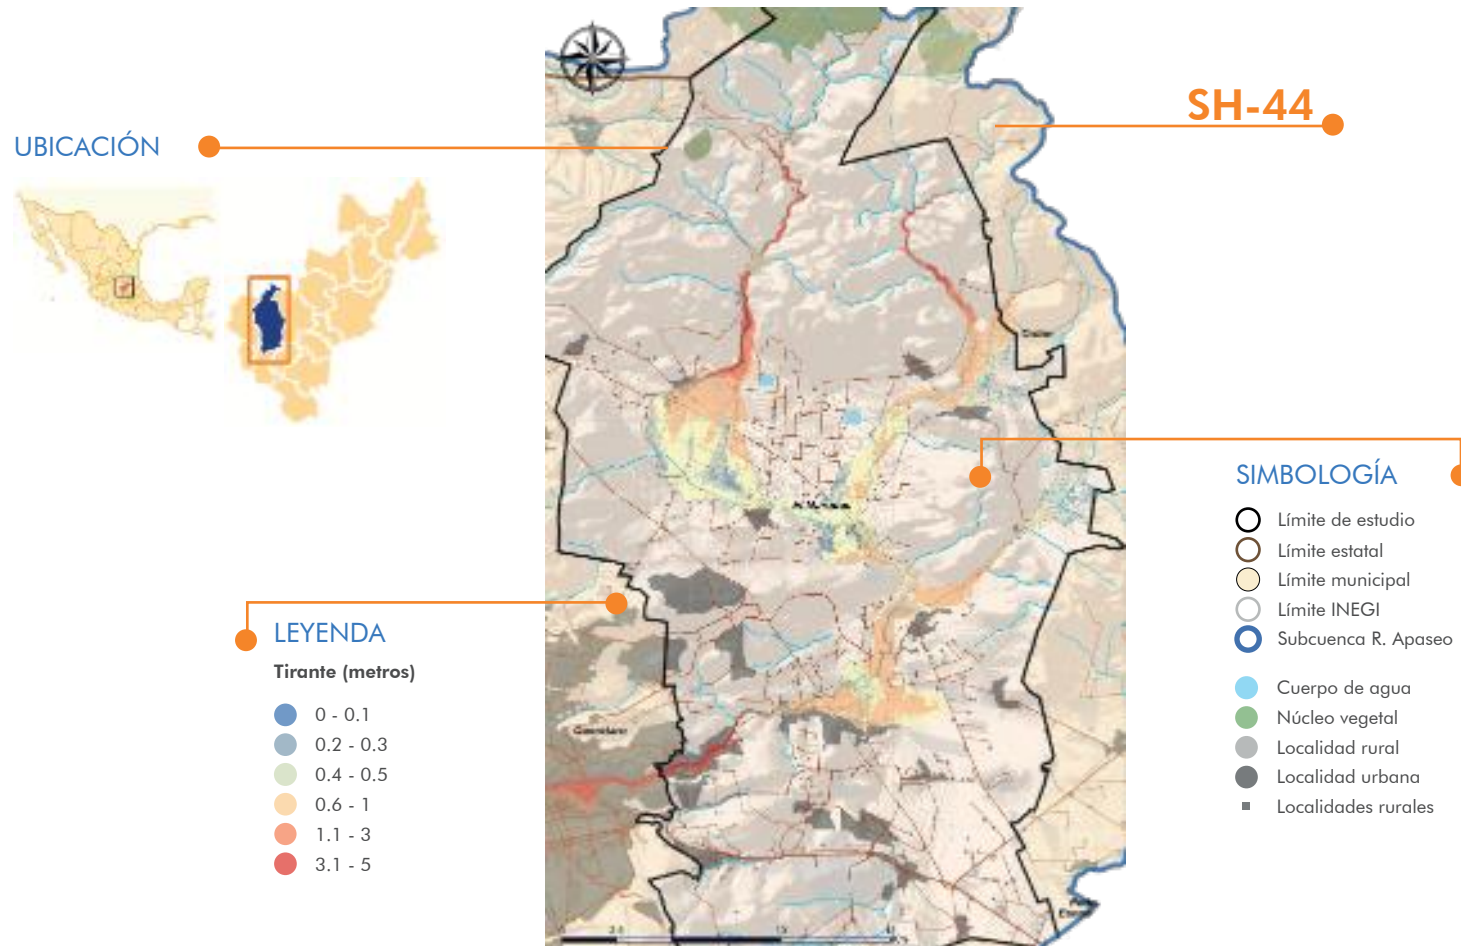 SH-44
UBICACIÓN
SIMBOLOGÍA
Límite de estudio
Límite estatal
Límite municipal
Límite INEGI
Subcuenca R. Apaseo
Cuerpo de agua
Núcleo vegetal
Localidad rural
Localidad urbana
Localidades rurales
LEYENDA
Tirante (metros)
0 - 0.1
0.2 - 0.3
0.4 - 0.5
0.6 - 1
1.1 - 3
3.1 - 5
Querétaro